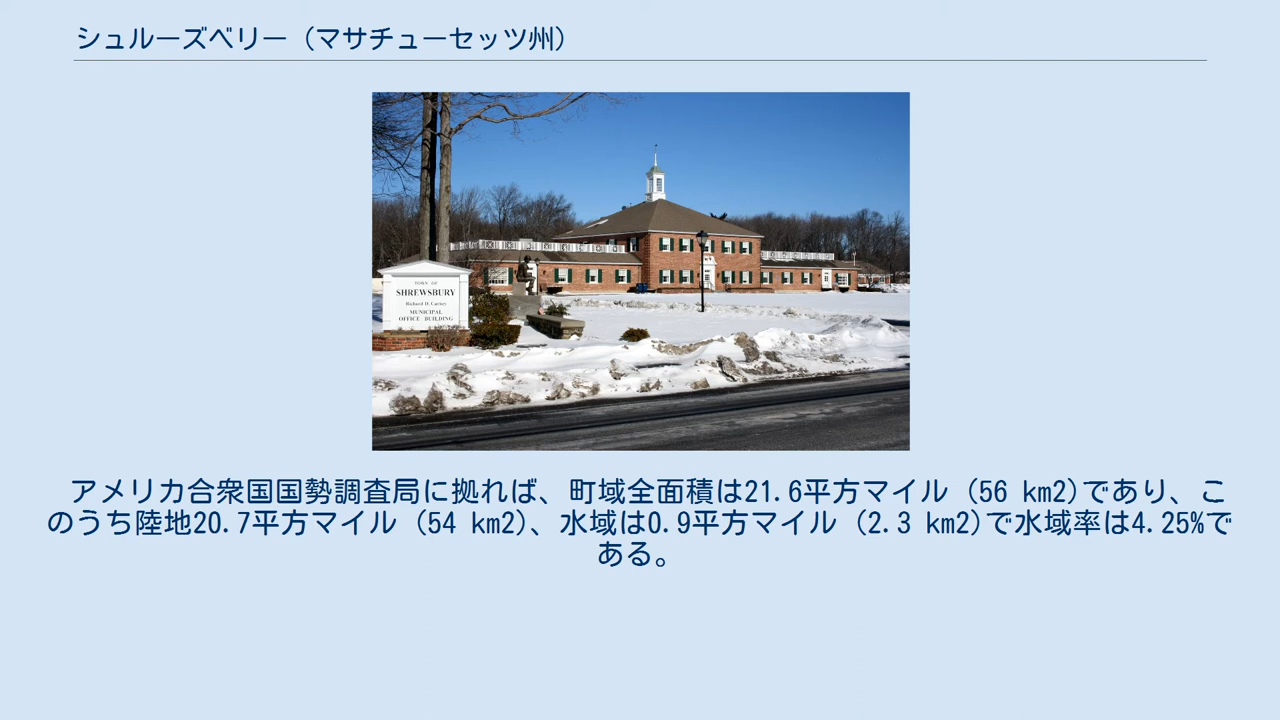 シュルーズベリー（マサチューセッツ州）
TOWN OF
SHREWSBURY
Richard D. Carney
MUNICIPAL
OFFICE BUILDING
アメリカ合衆国国勢調査局に拠れば、町域全面積は21.6平方マイル (56 km2)であり、こ
のうち陸地20.7平方マイル (54 km2)、水域は0.9平方マイル (2.3 km2)で水域率は4.25%で
ある。